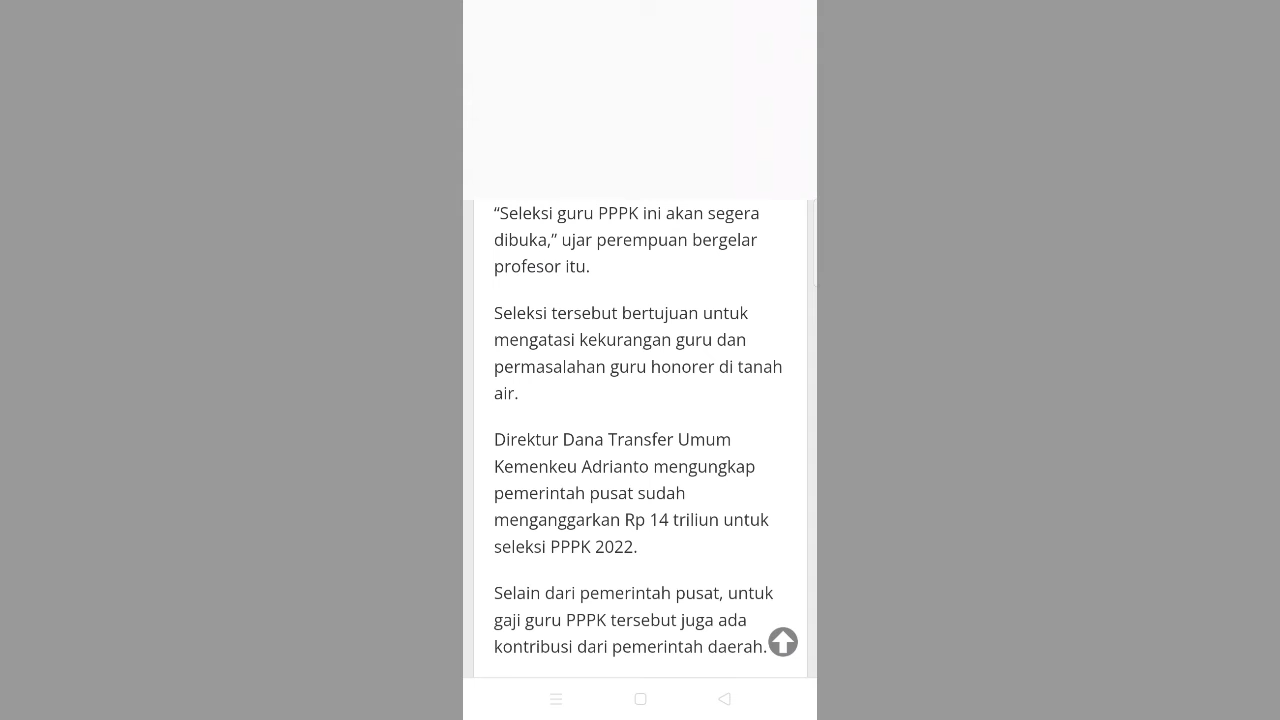 “Seleksi guru PPPK ini akan segera
dibuka,” ujar perempuan bergelar
profesor itu.
Seleksi tersebut bertujuan untuk
mengatasi kekurangan guru dan
permasalahan guru honorer di tanah
air.
Direktur Dana Transfer Umum
Kemenkeu Adrianto mengungkap
pemerintah pusat sudah
menganggarkan Rp 14 triliun untuk
seleksi PPPK 2022.
Selain dari pemerintah pusat, untuk
gaji guru PPPK tersebut juga ada
kontribusi dari pemerintah daerah.